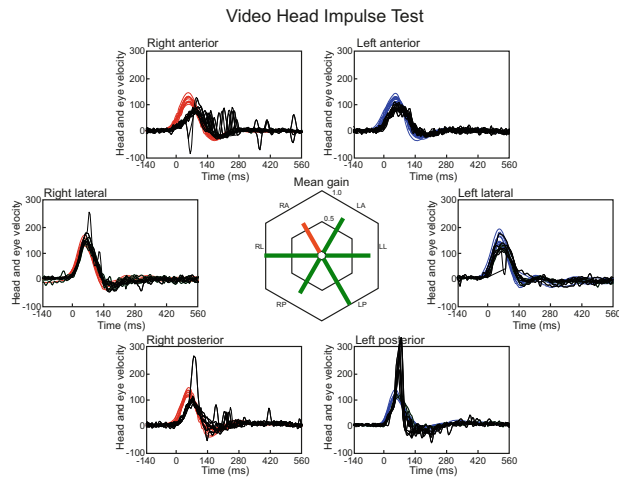 Video Head Impulse Test
Right anterior
Left anterior
Head and eye velocity
300
200
100
0
-100
-140 0 140 280 420 560
Time (ms)
Head and eye velocity
300
200
100
0
-100
-140 0 140 280 420 560
Time (ms)
Right lateral
Mean gain
Left lateral
Head and eye velocity
300
200
100
0
-100
-140 0 140 280 420 560
Time (ms)
1.0
0.5
RA
LA
RL
LL
RP
LP
Head and eye velocity
300
200
100
0
-100
-140 0 140 280 420 560
Time (ms)
Right posterior
Left posterior
Head and eye velocity
300
200
100
0
-100
-140 0 140 280 420 560
Time (ms)
Head and eye velocity
300
200
100
0
-100
-140 0 140 280 420 560
Time (ms)